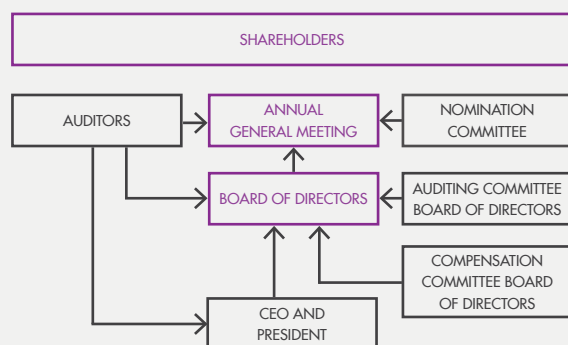 SHAREHOLDERS
AUDITORS
ANNUAL
GENERAL MEETING
NOMINATION
COMMITTEE
BOARD OF DIRECTORS
AUDITING COMMITTEE
BOARD OF DIRECTORS
COMPENSATION
COMMITTEE BOARD
OF DIRECTORS
CEO AND
PRESIDENT